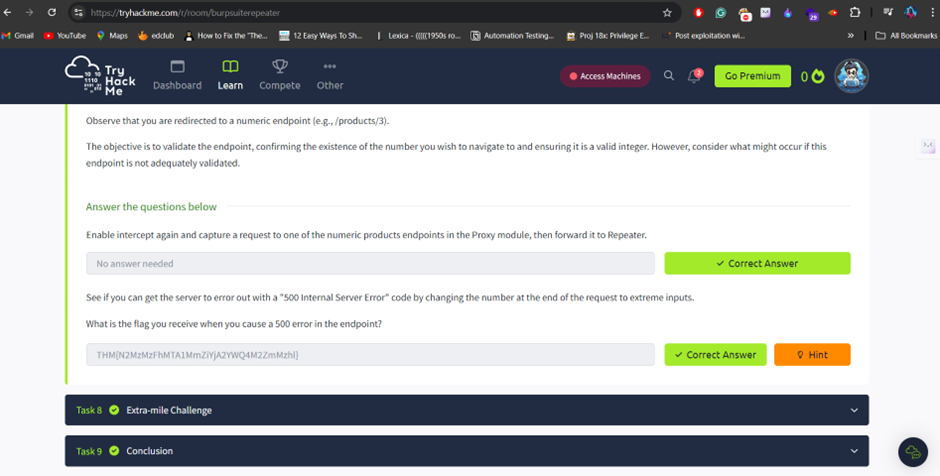 https://tryhackme.com/r/room/burpsuiterepeater
Gmail YouTube Maps edclub How to Fix the "The... 12 Easy Ways To Sh... Lexica - (((((1950s ro... Automation Testing... Proj 18c: Privilege E... Post exploitation wi... » All Bookmarks
Try Hack Me
Dashboard Learn Compete Other Access Machines 2 Go Premium 0
Observe that you are redirected to a numeric endpoint (e.g., /products/3).
The objective is to validate the endpoint, confirming the existence of the number you wish to navigate to and ensuring it is a valid integer. However, consider what might occur if this
endpoint is not adequately validated.
Answer the questions below
Enable intercept again and capture a request to one of the numeric products endpoints in the Proxy module, then forward it to Repeater.
No answer needed
Correct Answer
See if you can get the server to error out with a "500 Internal Server Error" code by changing the number at the end of the request to extreme inputs.
What is the flag you receive when you cause a 500 error in the endpoint?
THM{N2MzMzFhMTA1MmZiYjA2YWQ4M2ZmMzhl}
Correct Answer Hint
Task 8 Extra-mile Challenge
Task 9 Conclusion